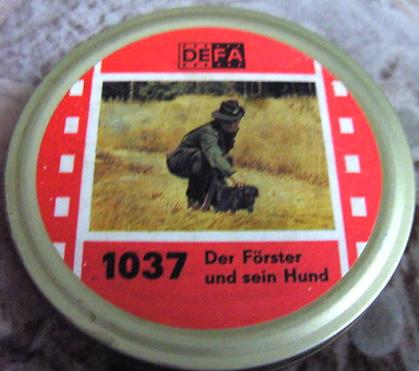 DEFA
1037 Der Förster
und sein Hund